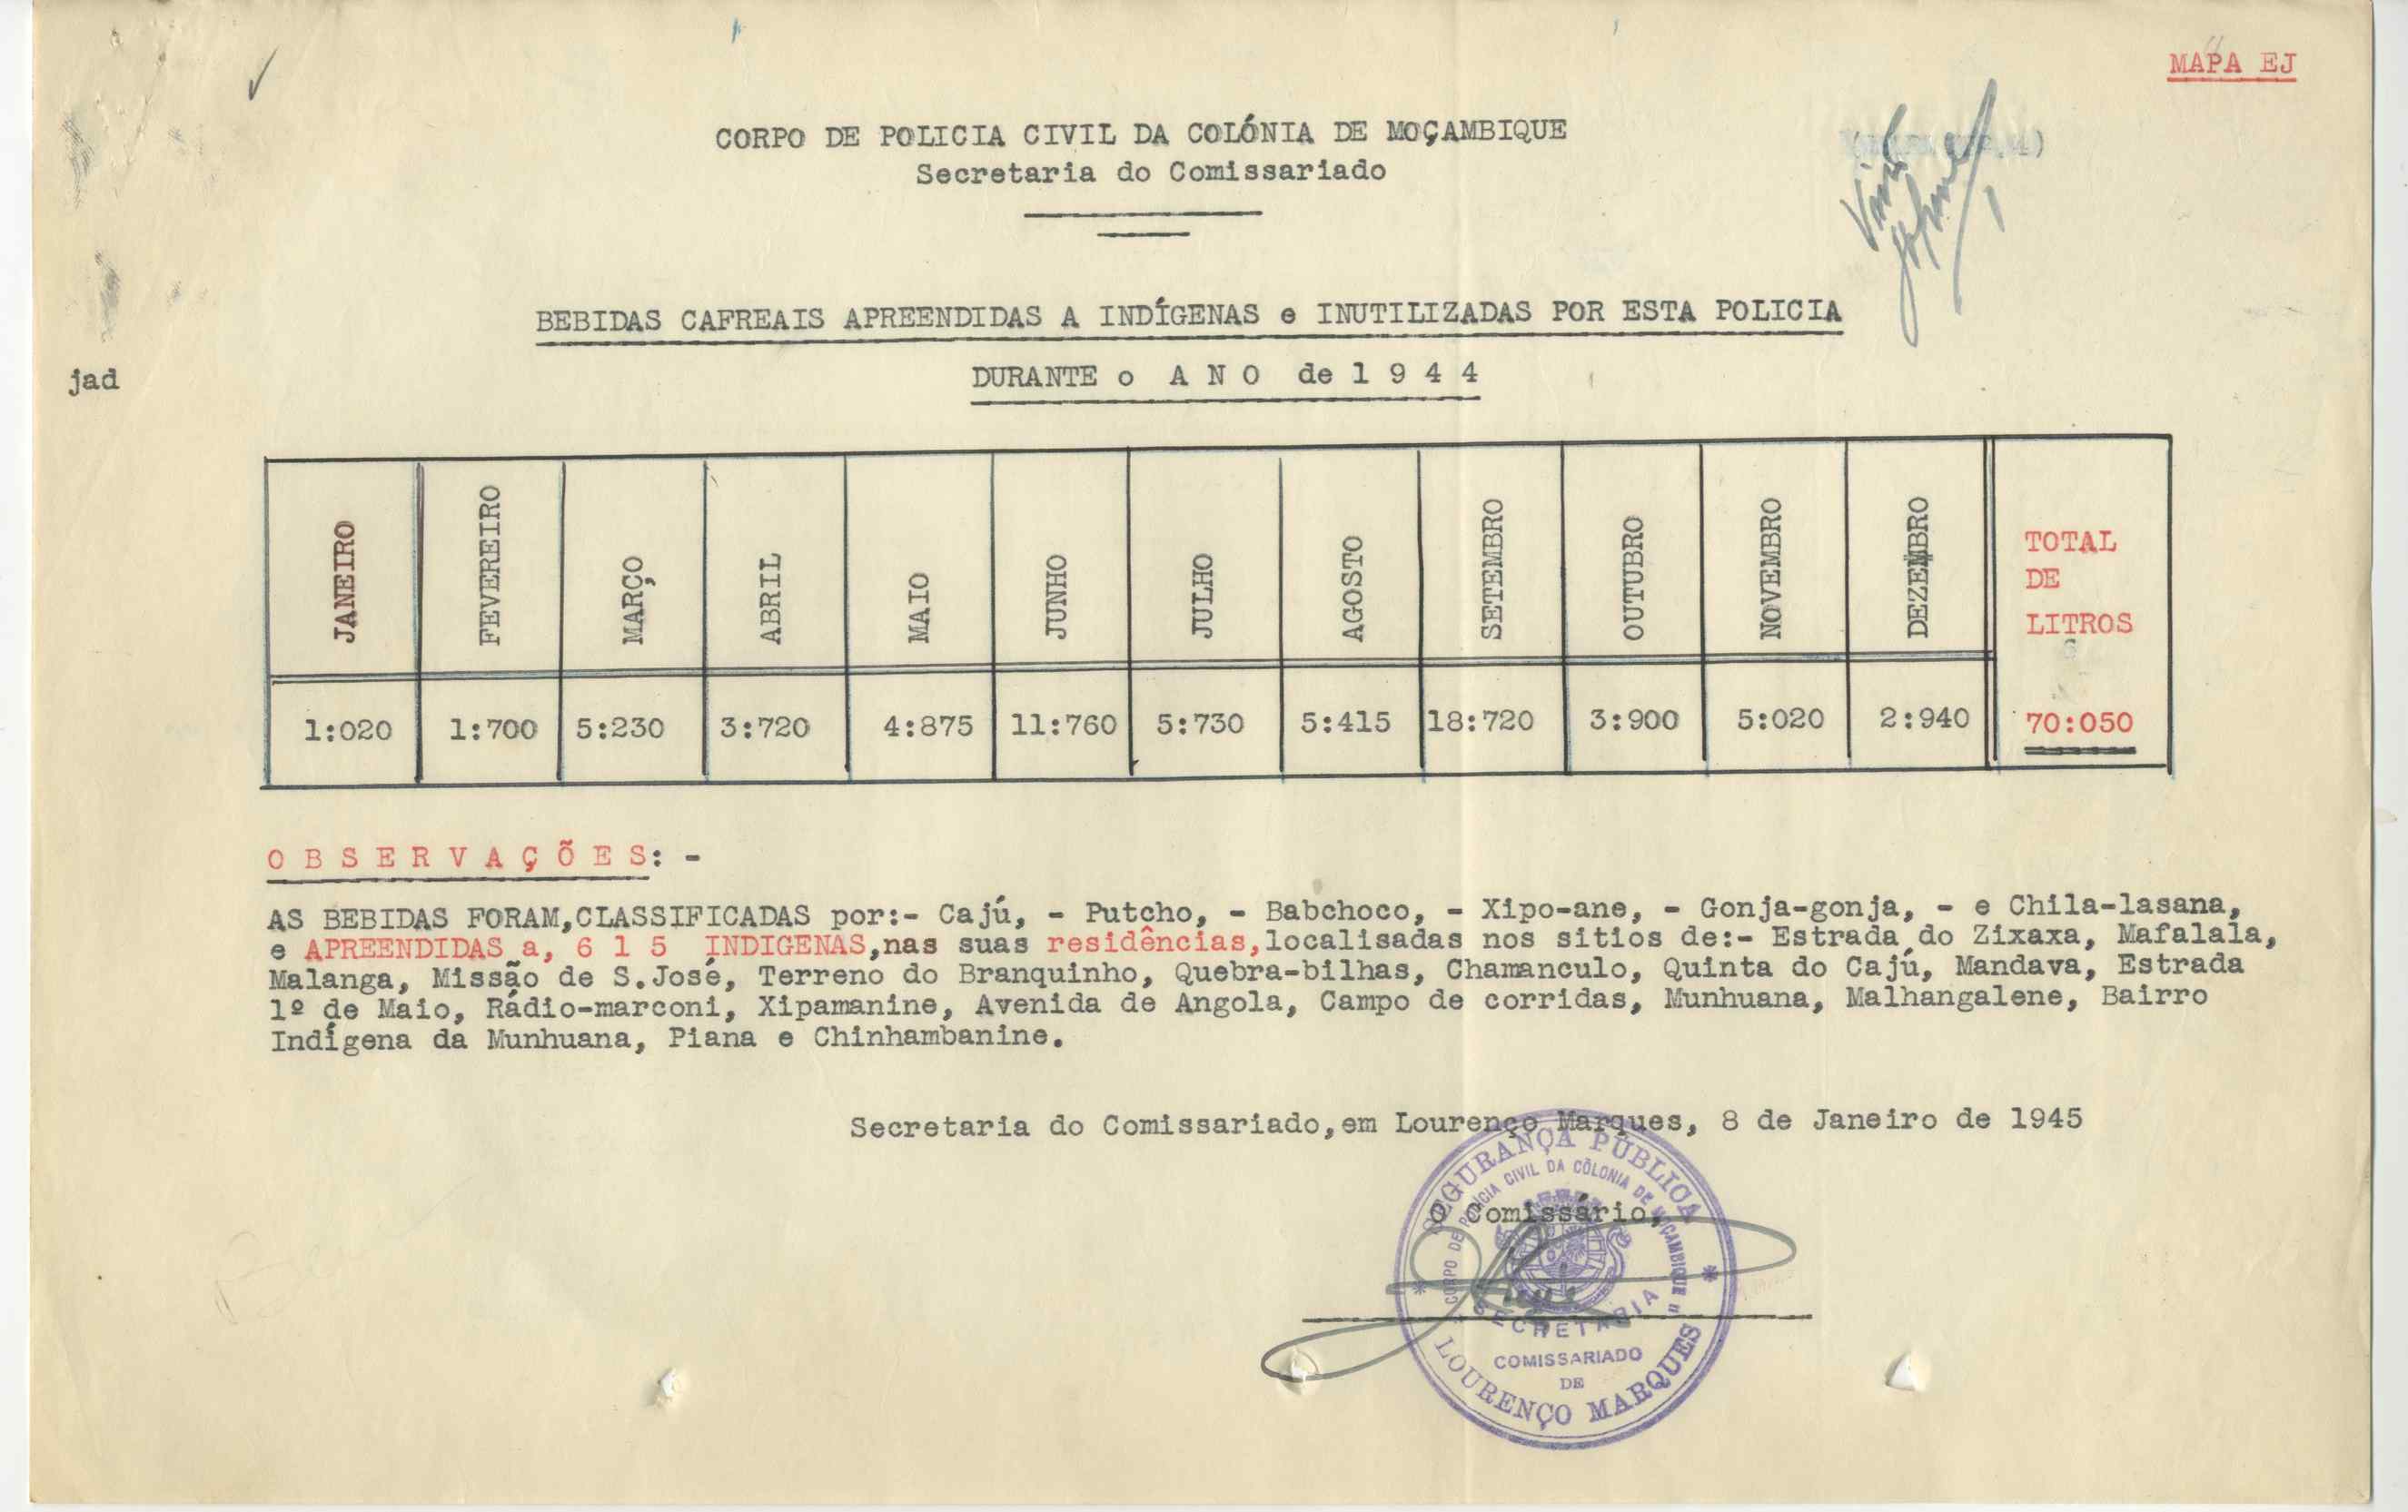 MAPA EJ
CORPO DE POLICIA CIVIL DA COLÓNIA DE MOÇAMBIQUE
Secretaria do Comissariado
Visto
BEBIDAS CAFREAIS APREENDIDAS A INDÍGENAS e INUTILIZADAS POR ESTA POLICIA
DURANTE o A N O de 1 9 4 4
jad
JANEIRO FEVEREIRO MARÇO ABRIL MAIO JUNHO JULHO AGOSTO SETEMBRO OUTUBRO NOVEMBRO DEZEMBRO
TOTAL
DE
LITROS
1:020 1:700 5:230 3:720 4:875 11:760 5:730 5:415 18:720 3:900 5:020 2:940 70:050
O B S E R V A Ç Õ E S: -
AS BEBIDAS FORAM,CLASSIFICADAS por:- Cajú, - Putcho, - Babchoco, - Xipo-ane, - Gonja-gonja, - e Chila-lasana,
e APREENDIDAS a, 6 1 5 INDIGENAS,nas suas residências,localisadas nos sitios de:- Estrada do Zixaxa, Mafalala,
Malanga, Missão de S.José, Terreno do Branquinho, Quebra-bilhas, Chamanculo, Quinta do Cajú, Mandava, Estrada
1º de Maio, Rádio-marconi, Xipamanine, Avenida de Angola, Campo de corridas, Munhuana, Malhangalene, Bairro
Indígena da Munhuana, Piana e Chinhambanine.
Secretaria do Comissariado,em Lourenço Marques, 8 de Janeiro de 1945
O Comissário,
SEGURANÇA PÚBLICA
CORPO DE POLÍCIA CIVIL DA COLONIA DE MOÇAMBIQUE
SECRETARIA
COMISSARIADO
DE
LOURENÇO MARQUES